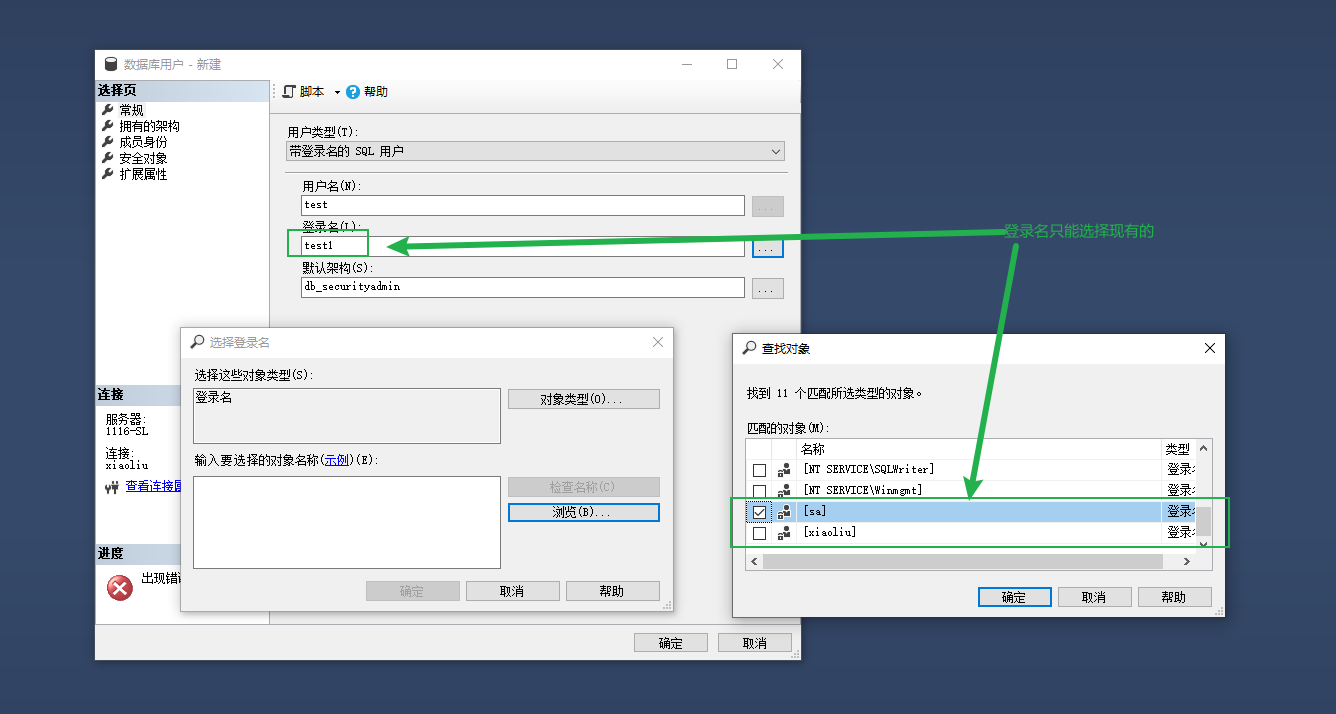 数据库用户 - 新建
选择页
常规
拥有的架构
成员身份
安全对象
扩展属性
脚本
帮助
用户类型(T):
带登录名的 SQL 用户
用户名(N):
test
...
登录名(L):
test1
...
默认架构(S):
db_securityadmin
...
登录名只能选择现有的
连接
服务器:
1116-SL
连接:
xiaoliu
查看连接
进度
出现错
确定
取消
选择登录名
选择这些对象类型(S):
登录名
对象类型(O)...
输入要选择的对象名称(示例)(E):
检查名称(C)
浏览(B)...
确定
取消
帮助
查找对象
找到 11 个匹配所选类型的对象。
匹配的对象(M):
名称 类型
[NT SERVICE\SQLWriter] 登录
[NT SERVICE\Winmgmt] 登录
[sa] 登录
[xiaoliu] 登录
确定
取消
帮助